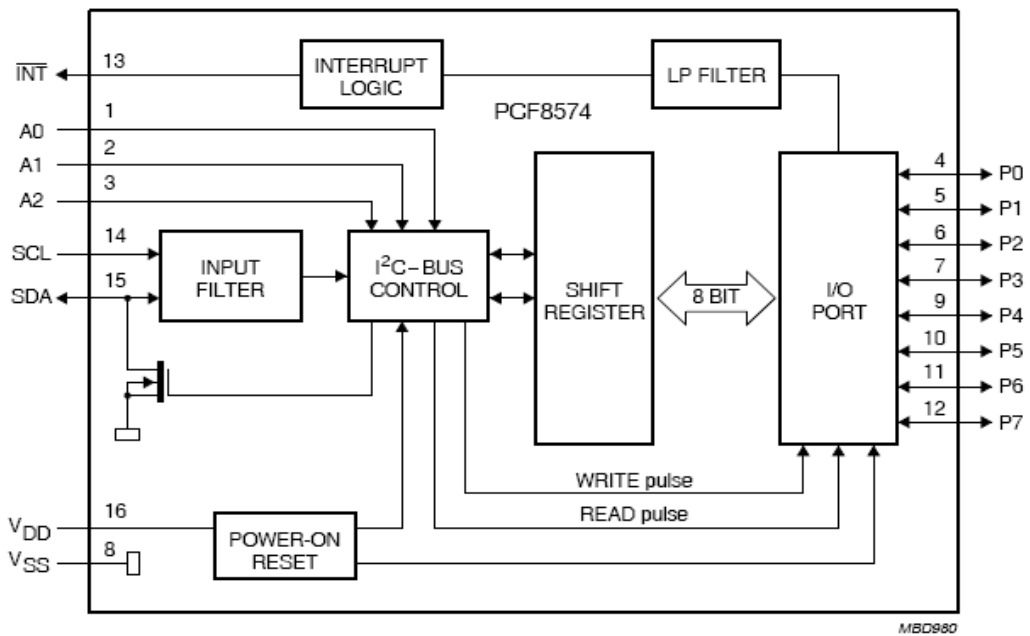 INT
13
INTERRUPT
LOGIC
LP FILTER
PCF8574
A0
1
A1
2
A2
3
SCL
14
SDA
15
INPUT
FILTER
I²C–BUS
CONTROL
SHIFT
REGISTER
8 BIT
I/O
PORT
4
P0
5
P1
6
P2
7
P3
9
P4
10
P5
11
P6
12
P7
WRITE pulse
READ pulse
VDD
16
VSS
8
POWER-ON
RESET
MBD980